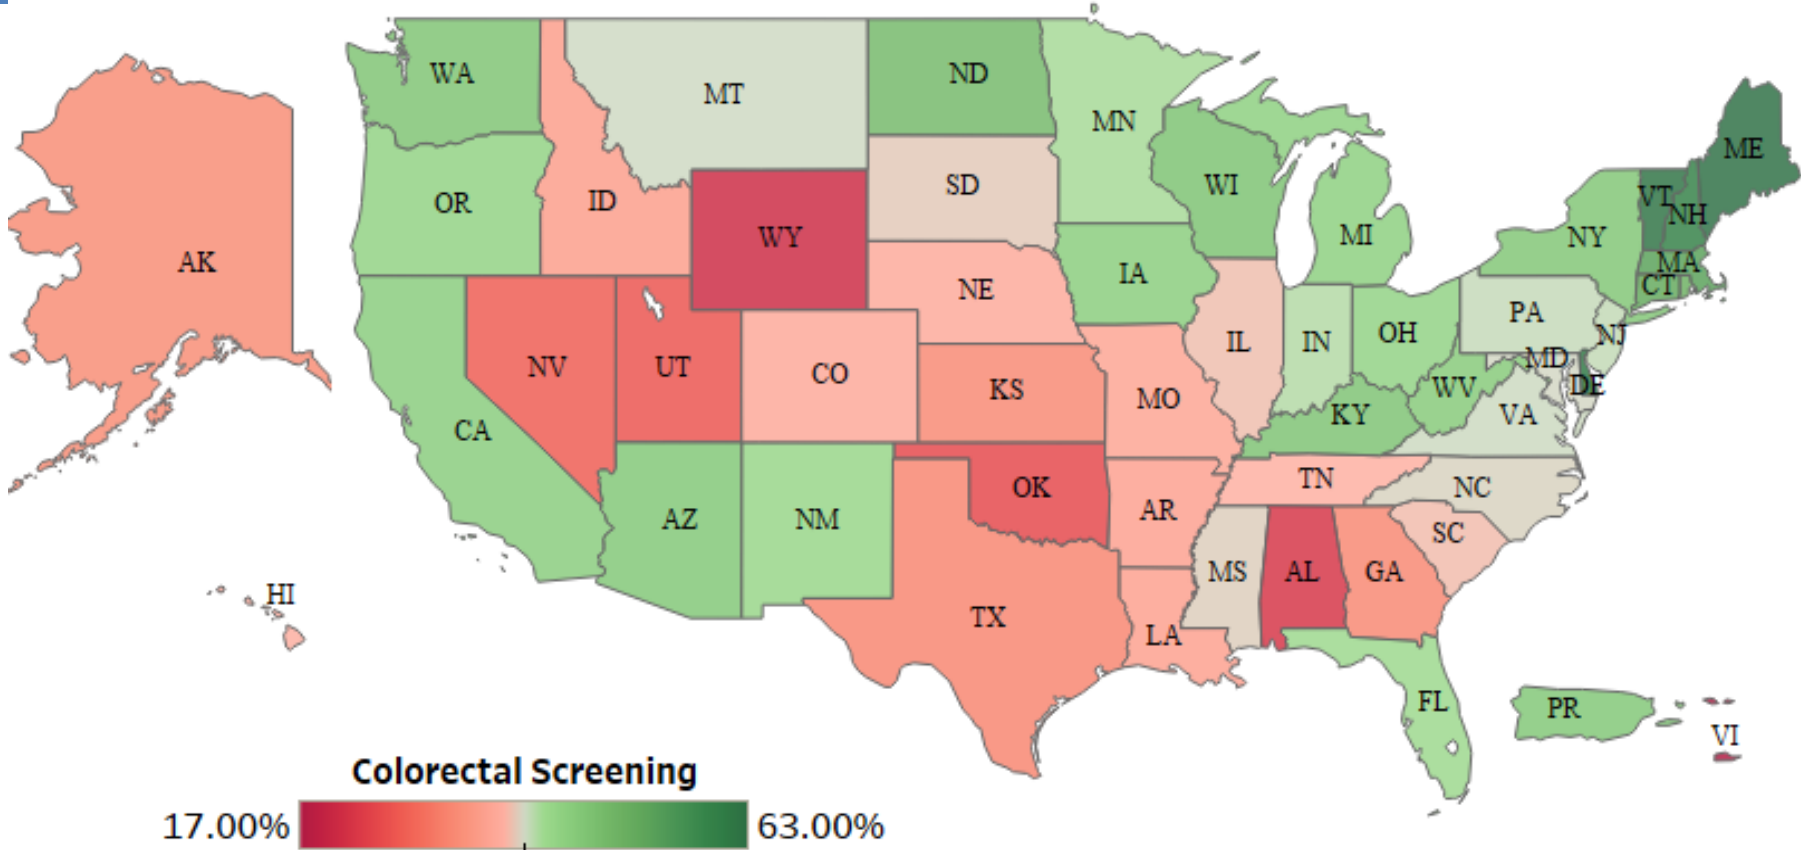 WA
MT
ND
MN
ME
OR
ID
SD
WI
VT
NH
AK
WY
MI
NY
NE
IA
MA
CT
PA
NV
UT
CO
KS
MO
IL
IN
OH
NJ
MD
DE
CA
KY
WV
VA
AZ
NM
OK
AR
TN
NC
SC
HI
TX
LA
MS
AL
GA
FL
PR
VI
Colorectal Screening
17.00%
63.00%